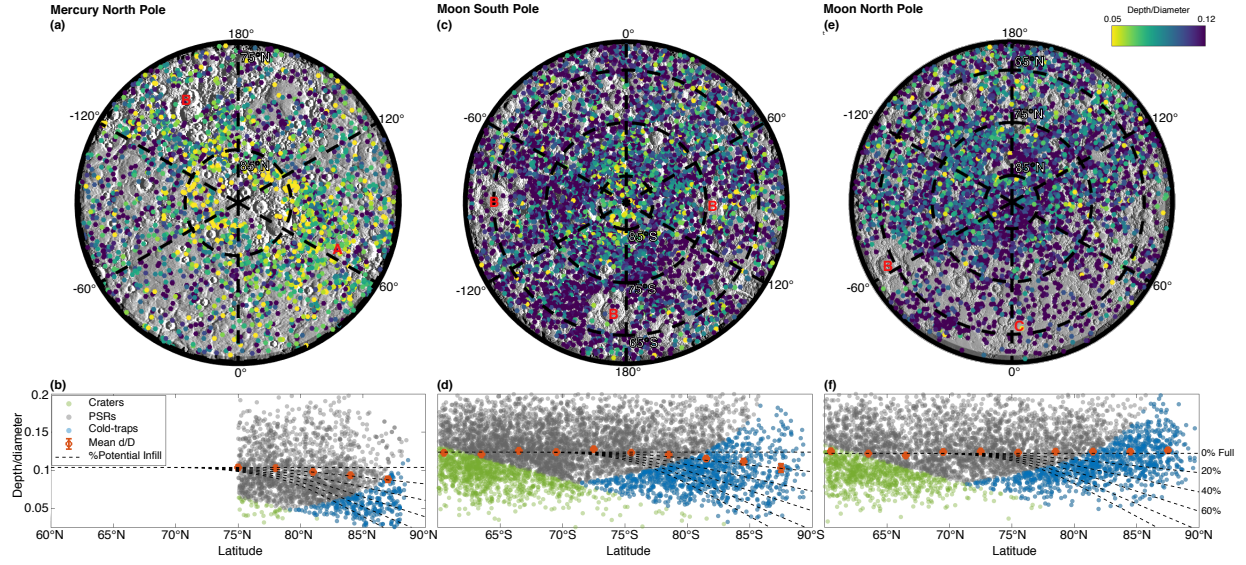 Mercury North Pole
(a)
180°
75°N
-120°
120°
B
85°N
A
-60°
60°
0°
Moon South Pole
(c)
0°
-60°
60°
B
B
85°S
-120°
120°
75°S
B
65°S
180°
Moon North Pole
(e)
Depth/Diameter
0.05
0.12
180°
65°N
-120°
120°
75°N
85°N
B
-60°
60°
C
0°
(b)
0.2
0.15
0.1
0.05
Depth/diameter
Craters
PSRs
Cold-traps
Mean d/D
%Potential Infill
60°N
65°N
70°N
75°N
80°N
85°N
Latitude
(d)
65°S
70°S
75°S
80°S
85°S
90°N
Latitude
(f)
0% Full
20%
40%
60%
65°N
70°N
75°N
80°N
85°N
90°N
Latitude